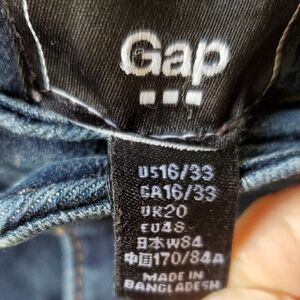 Gap
US16/33
CA16/33
UK20
EU48
日本W84
中国170/84A
MADE IN
BANGLADESH